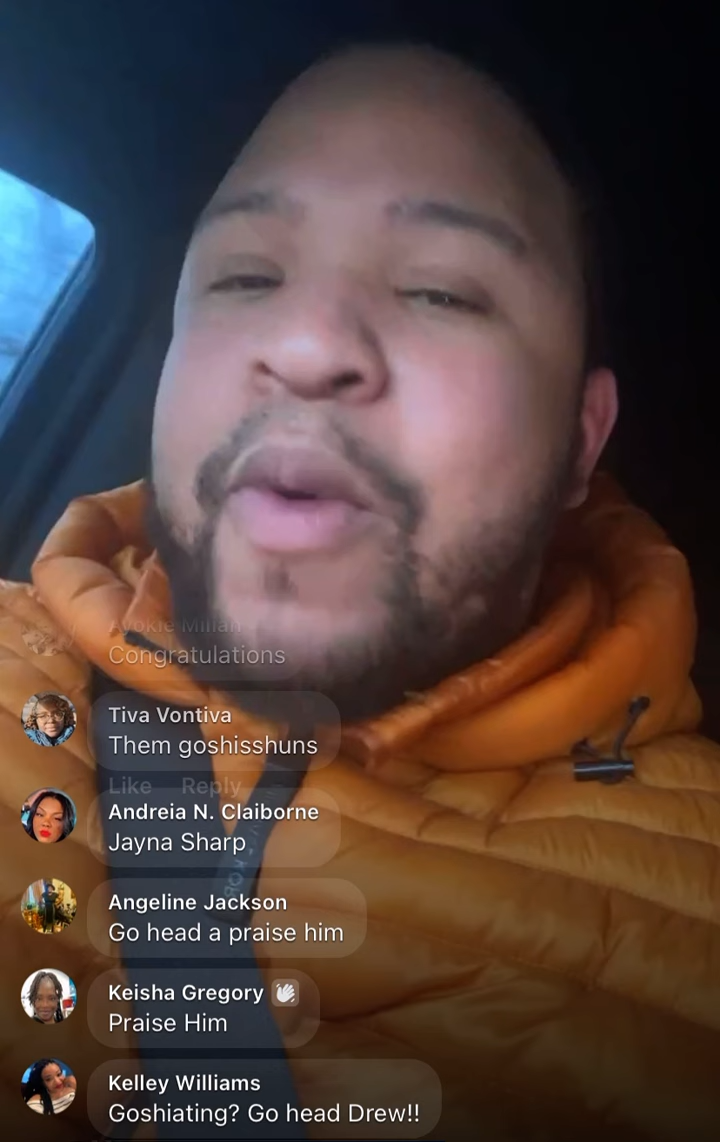 Congratulations
Tiva Vontiva
Them goshisshuns
Like Reply
Andreia N. Claiborne
Jayna Sharp
Angeline Jackson
Go head a praise him
Keisha Gregory
Praise Him
Kelley Williams
Goshiating? Go head Drew!!